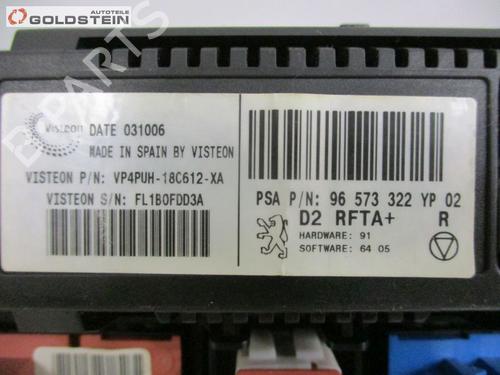 AUTOTEILE
GOLDSTEIN
B-PARTS
Visteon DATE 031006
MADE IN SPAIN BY VISTEON
VISTEON P/N: VP4PUH-18C612-XA
VISTEON S/N: FL1B0FDD3A
PSA P/N: 96 573 322 YP 02
D2 RFTA+ R
HARDWARE: 91
SOFTWARE: 64 05